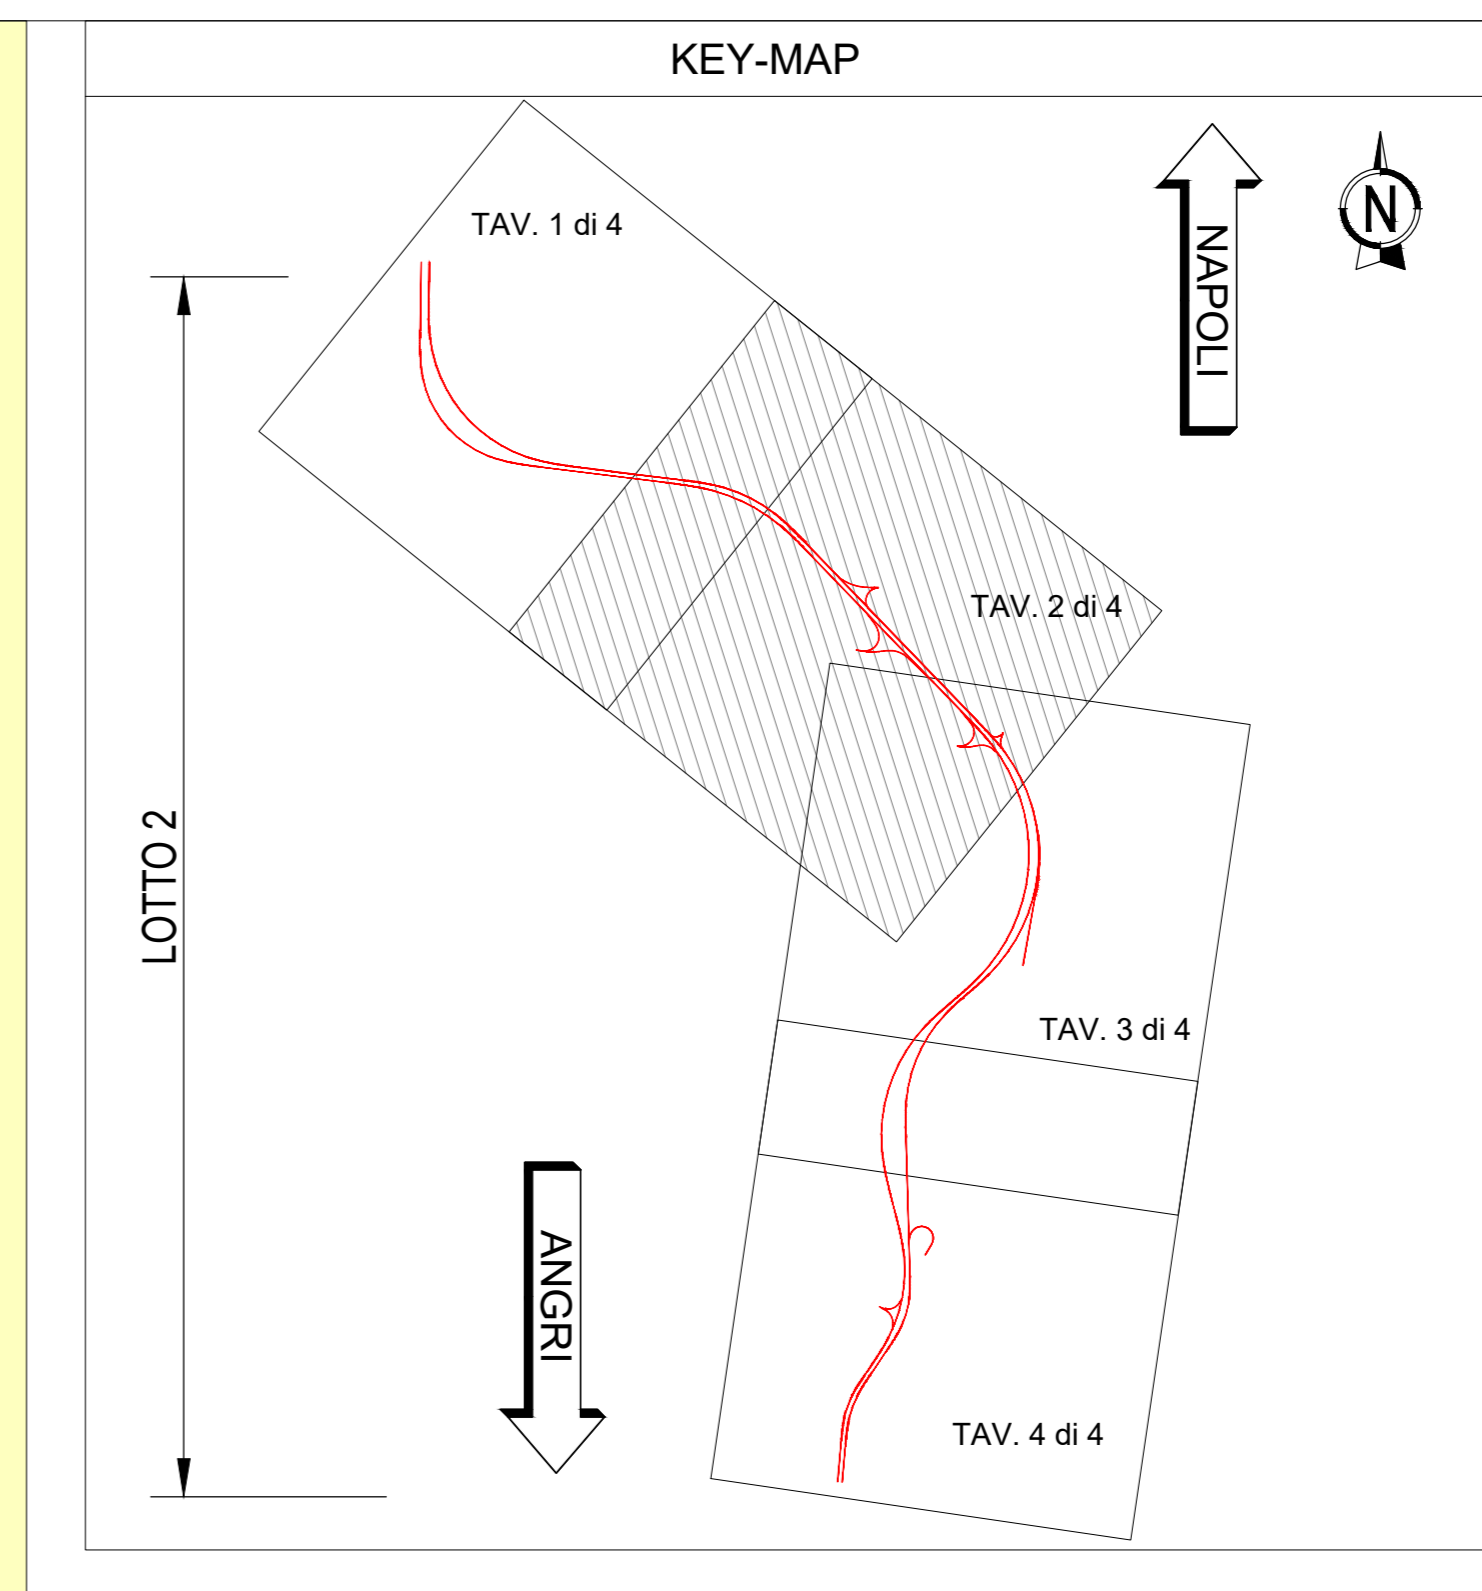 KEY-MAP
TAV. 1 di 4
NAPOLI
N
TAV. 2 di 4
LOTTO 2
TAV. 3 di 4
ANGRI
TAV. 4 di 4